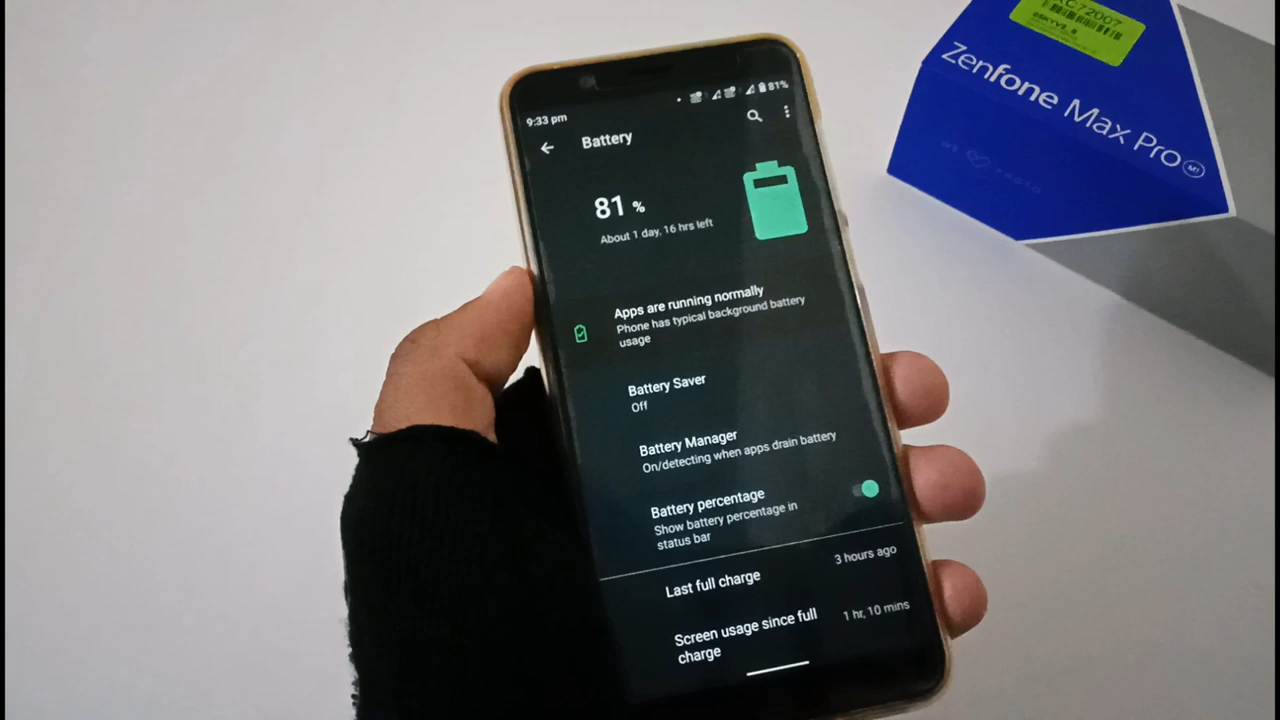 9:33 pm
81%
Battery
81 %
About 1 day, 16 hrs left
Apps are running normally
Phone has typical background battery
usage
Battery Saver
Off
Battery Manager
On/detecting when apps drain battery
Battery percentage
Show battery percentage in
status bar
Last full charge
3 hours ago
Screen usage since full
charge
1 hr, 10 mins
Zenfone Max Pro M1
WE
PHOTO